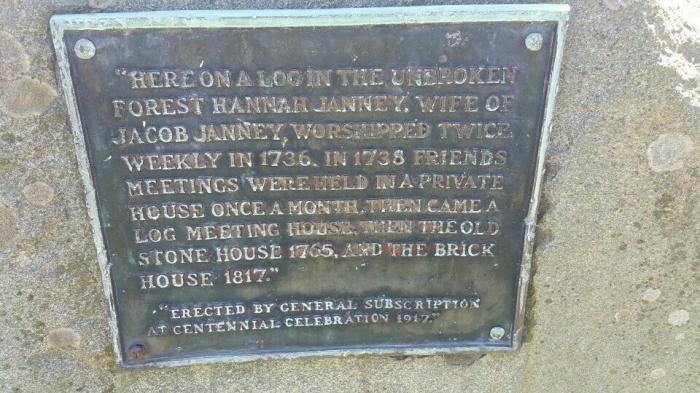 "HERE ON A LOG IN THE UNBROKEN
FOREST HANNAH JANNEY, WIFE OF
JACOB JANNEY, WORSHIPPED TWICE
WEEKLY IN 1736. IN 1738 FRIENDS
MEETINGS WERE HELD IN A PRIVATE
HOUSE ONCE A MONTH. THEN CAME A
LOG MEETING HOUSE, THEN THE OLD
STONE HOUSE 1765, AND THE BRICK
HOUSE 1817."
"ERECTED BY GENERAL SUBSCRIPTION
AT CENTENNIAL CELEBRATION 1917."